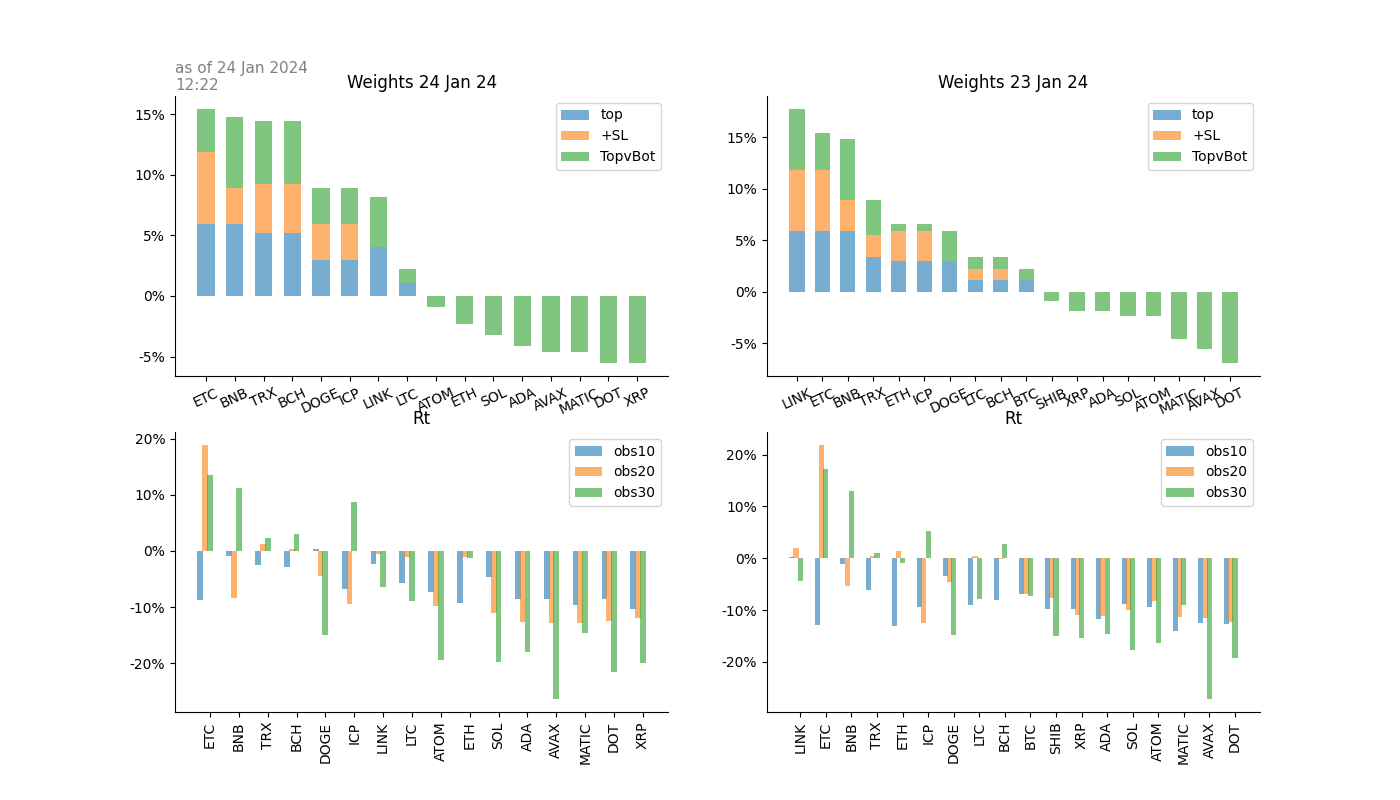 as of 24 Jan 2024
12:22
Weights 24 Jan 24
15%
10%
5%
0%
-5%
top
+SL
TopvBot
ETC BNB TRX BCH DOGE ICP LINK LTC ATOM ETH SOL ADA AVAX MATIC DOT XRP
Weights 23 Jan 24
15%
10%
5%
0%
-5%
top
+SL
TopvBot
LINK ETC BNB TRX ETH ICP DOGE LTC BCH BTC SHIB XRP ADA SOL ATOM MATIC AVAX DOT
Rt
20%
10%
0%
-10%
-20%
obs10
obs20
obs30
ETC BNB TRX BCH DOGE ICP LINK LTC ATOM ETH SOL ADA AVAX MATIC DOT XRP
Rt
20%
10%
0%
-10%
-20%
obs10
obs20
obs30
LINK ETC BNB TRX ETH ICP DOGE LTC BCH BTC SHIB XRP ADA SOL ATOM MATIC AVAX DOT